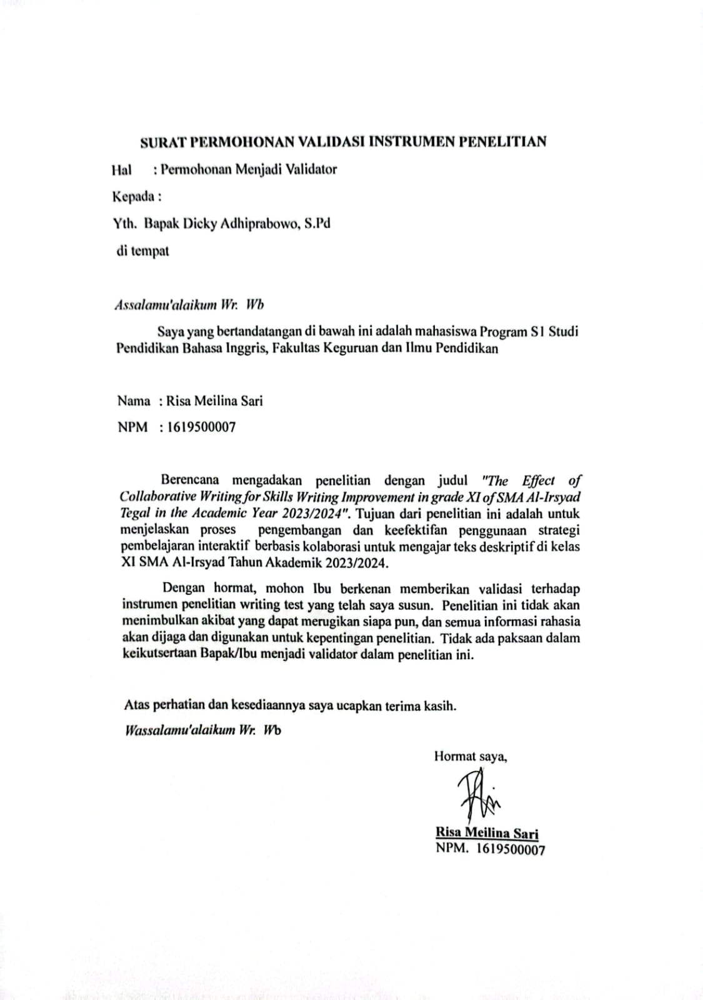 SURAT PERMOHONAN VALIDASI INSTRUMEN PENELITIAN
Hal : Permohonan Menjadi Validator
Kepada :
Yth. Bapak Dicky Adhiprabowo, S.Pd
di tempat
Assalamu'alaikum Wr. Wb
Saya yang bertandatangan di bawah ini adalah mahasiswa Program S1 Studi
Pendidikan Bahasa Inggris, Fakultas Keguruan dan Ilmu Pendidikan
Nama : Risa Meilina Sari
NPM : 1619500007
Berencana mengadakan penelitian dengan judul "The Effect of
Collaborative Writing for Skills Writing Improvement in grade XI of SMA Al-Irsyad
Tegal in the Academic Year 2023/2024". Tujuan dari penelitian ini adalah untuk
menjelaskan proses pengembangan dan keefektifan penggunaan strategi
pembelajaran interaktif berbasis kolaborasi untuk mengajar teks deskriptif di kelas
XI SMA Al-Irsyad Tahun Akademik 2023/2024.
Dengan hormat, mohon Ibu berkenan memberikan validasi terhadap
instrumen penelitian writing test yang telah saya susun. Penelitian ini tidak akan
menimbulkan akibat yang dapat merugikan siapa pun, dan semua informasi rahasia
akan dijaga dan digunakan untuk kepentingan penelitian. Tidak ada paksaan dalam
keikutsertaan Bapak/Ibu menjadi validator dalam penelitian ini.
Atas perhatian dan kesediaannya saya ucapkan terima kasih.
Wassalamu'alaikum Wr. Wb
Hormat saya,
Risa Meilina Sari
NPM. 1619500007